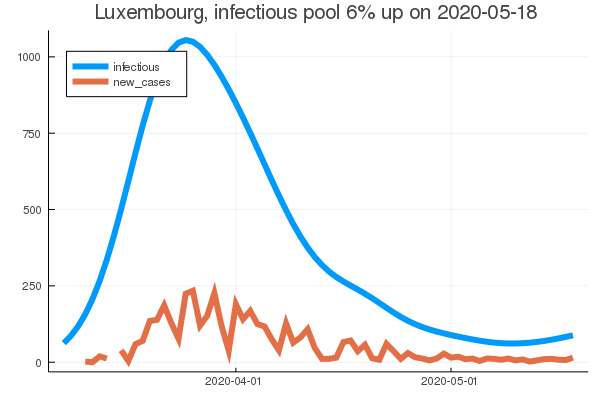 Luxembourg, infectious pool 6% up on 2020-05-18
1000
infectious
new_cases
750
500
250
0
2020-04-01
2020-05-01